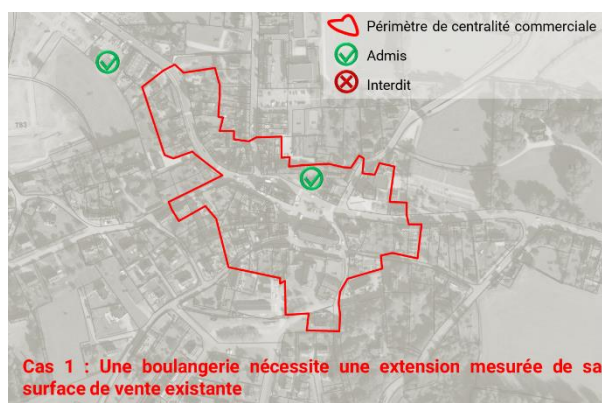 Périmètre de centralité commerciale
Admis
Interdit
Cas 1 : Une boulangerie nécessite une extension mesurée de sa
surface de vente existante